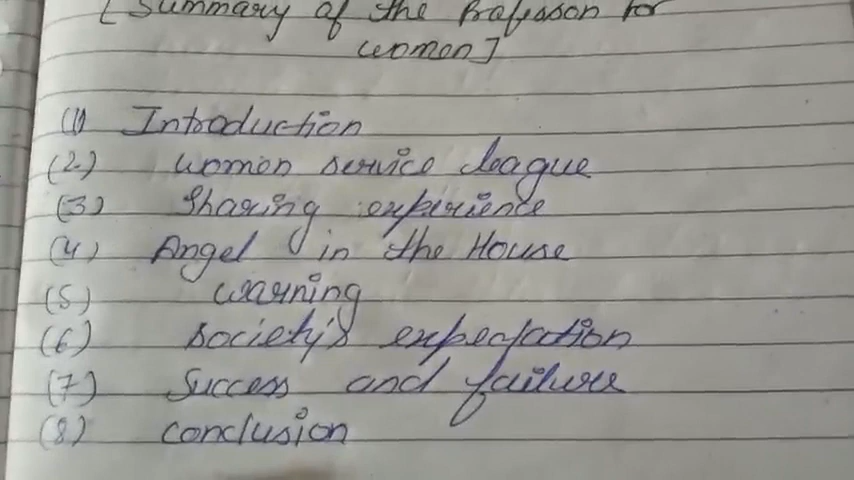 [Summary of the Profession for
women]
(1) Introduction
(2) women service league
(3) Sharing experience
(4) Angel in the House
(5) warning
(6) society's expectation
(7) Success and failure
(8) conclusion